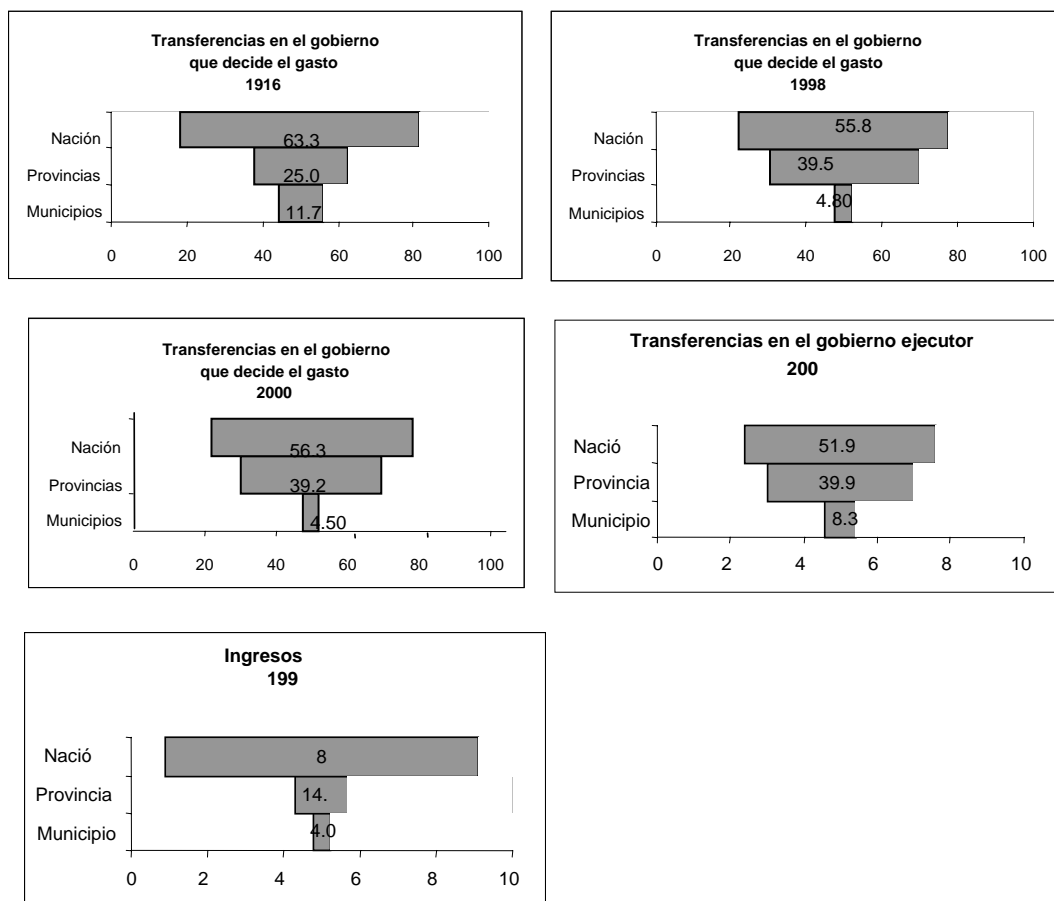 Transferencias en el gobierno
que decide el gasto
1916
Nación
63.3
Provincias
25.0
Municipios
11.7
0 20 40 60 80 100
Transferencias en el gobierno
que decide el gasto
1998
Nación
55.8
Provincias
39.5
Municipios
4.80
0 20 40 60 80 100
Transferencias en el gobierno
que decide el gasto
2000
Nación
56.3
Provincias
39.2
Municipios
4.50
0 20 40 60 80 100
Transferencias en el gobierno ejecutor
200
Nació
51.9
Provincia
39.9
Municipio
8.3
0 2 4 6 8 10
Ingresos
199
Nació
8
Provincia
14.
Municipio
4.0
0 2 4 6 8 10